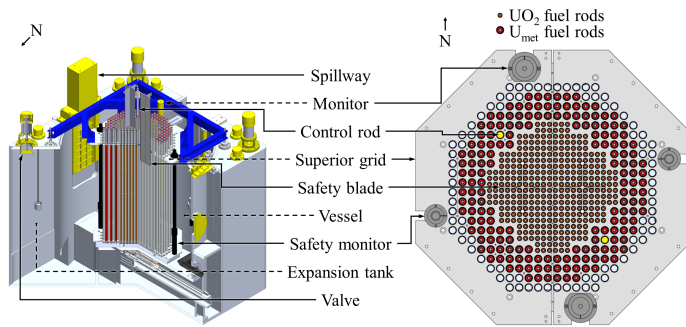 N
Spillway
Monitor
Control rod
Superior grid
Safety blade
Vessel
Safety monitor
Expansion tank
Valve
N
UO2 fuel rods
Umet fuel rods